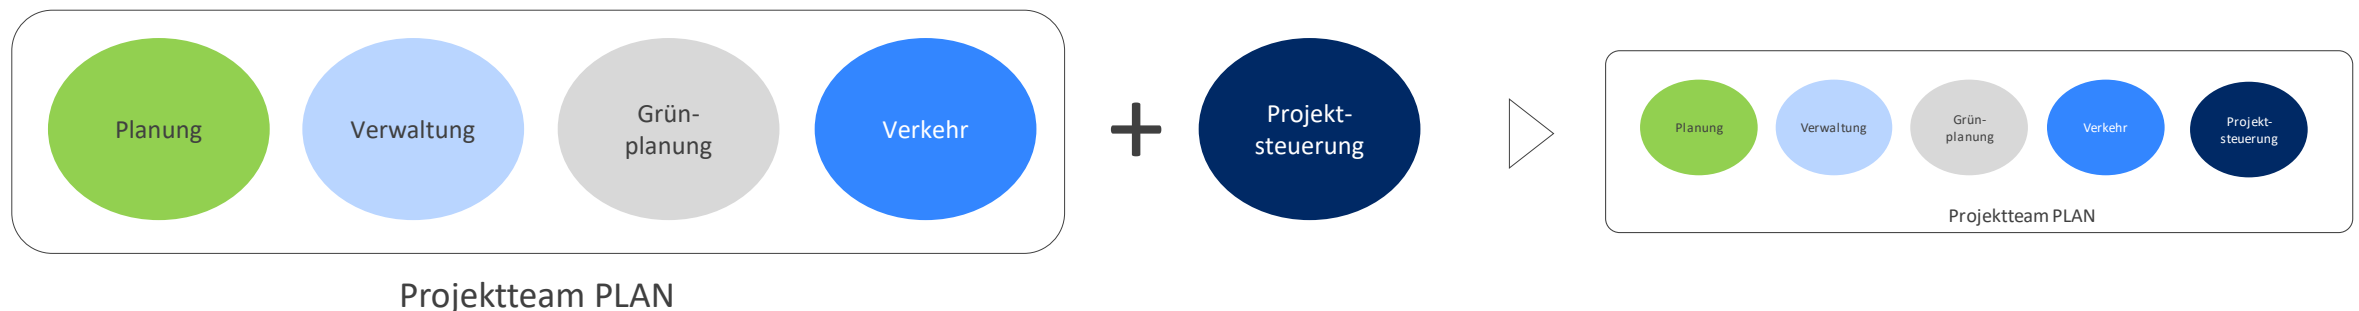 Planung
Verwaltung
Grün-
planung
Verkehr
+
Projekt-
steuerung
Projektteam PLAN
Planung
Verwaltung
Grün-
planung
Verkehr
Projekt-
steuerung
Projektteam PLAN